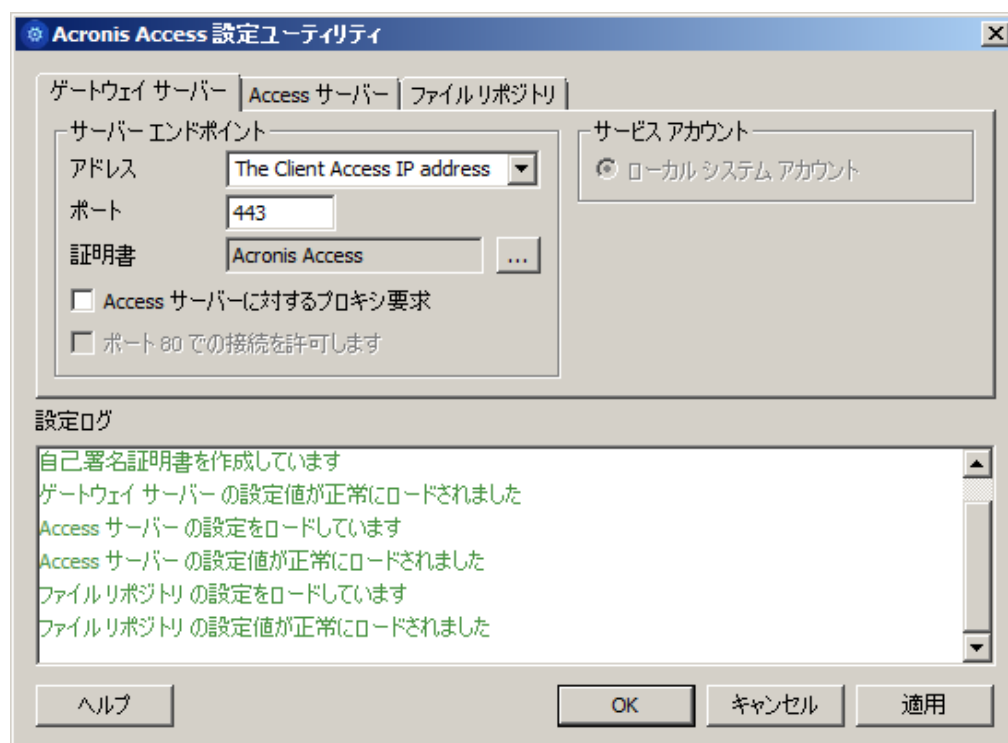 Acronis Access 設定ユーティリティ
ゲートウェイ サーバー Access サーバー ファイル リポジトリ
サーバー エンドポイント
アドレス The Client Access IP address
ポート 443
証明書 Acronis Access ...
Access サーバーに対するプロキシ要求
ポート 80 での接続を許可します
サービス アカウント
ローカル システム アカウント
設定ログ
自己署名証明書を作成しています
ゲートウェイ サーバー の設定値が正常にロードされました
Access サーバー の設定をロードしています
Access サーバー の設定値が正常にロードされました
ファイル リポジトリ の設定をロードしています
ファイル リポジトリ の設定値が正常にロードされました
ヘルプ OK キャンセル 適用